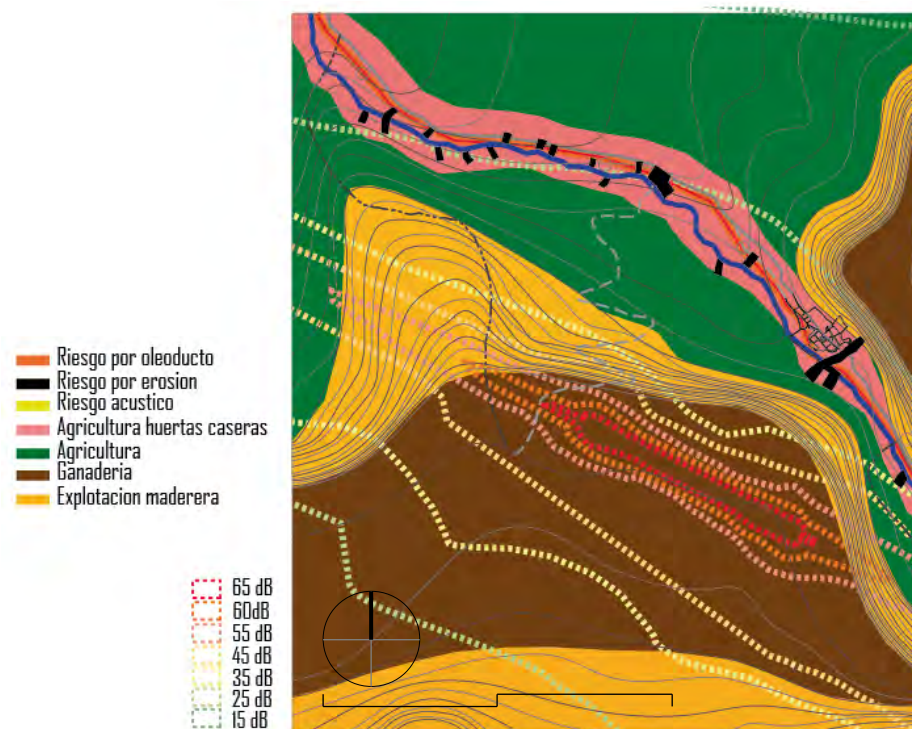 Riesgo por oleoducto
Riesgo por erosion
Riesgo acustico
Agricultura huertas caseras
Agricultura
Ganaderia
Explotacion maderera
65 dB
60dB
55 dB
45 dB
35 dB
25 dB
15 dB